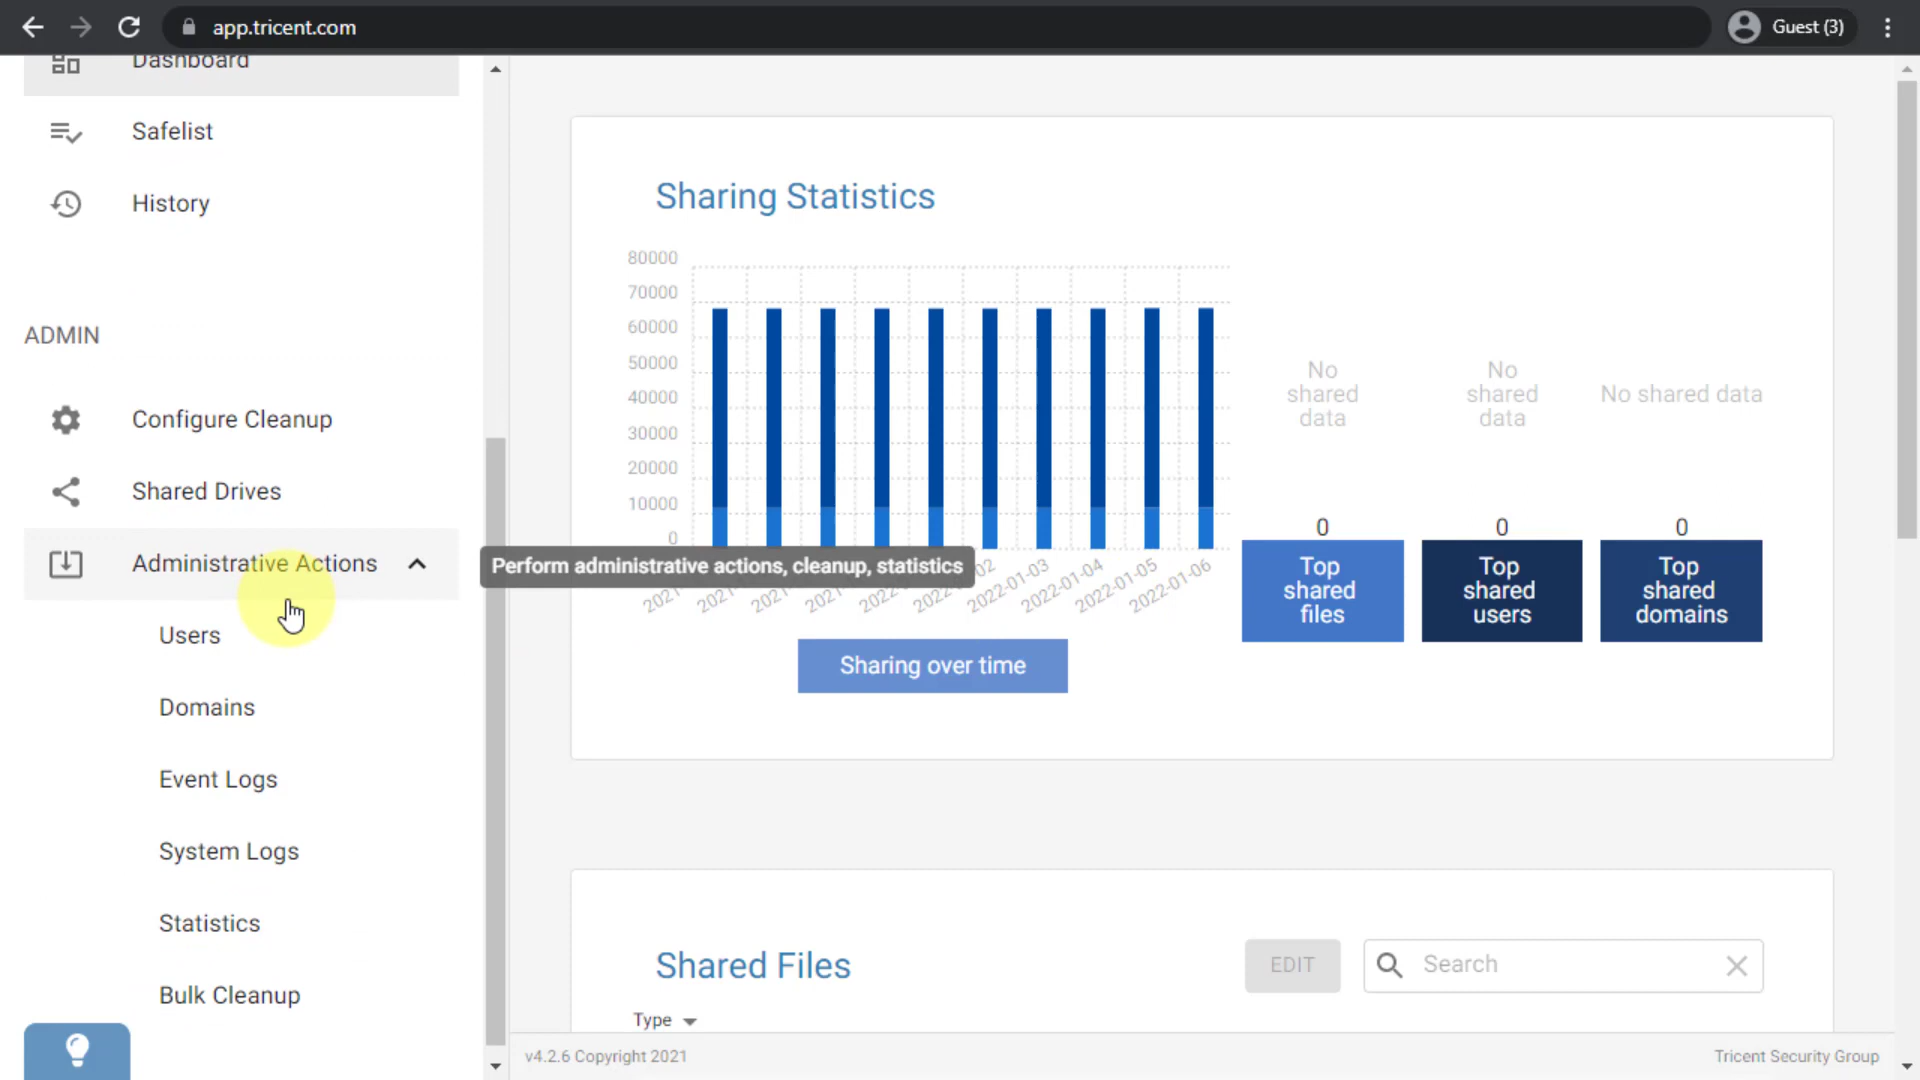 app.tricent.com
Guest (3)
Dashboard
Safelist
History
ADMIN
Configure Cleanup
Shared Drives
Administrative Actions
Users
Domains
Event Logs
System Logs
Statistics
Bulk Cleanup
Sharing Statistics
80000
70000
60000
50000
40000
30000
20000
10000
0
Perform administrative actions, cleanup, statistics
2022-01-03
2022-01-04
2022-01-05
2022-01-06
Sharing over time
No
shared
data
0
Top
shared
files
No
shared
data
0
Top
shared
users
No shared data
0
Top
shared
domains
Shared Files
EDIT
Search
Type
v4.2.6 Copyright 2021
Tricent Security Group